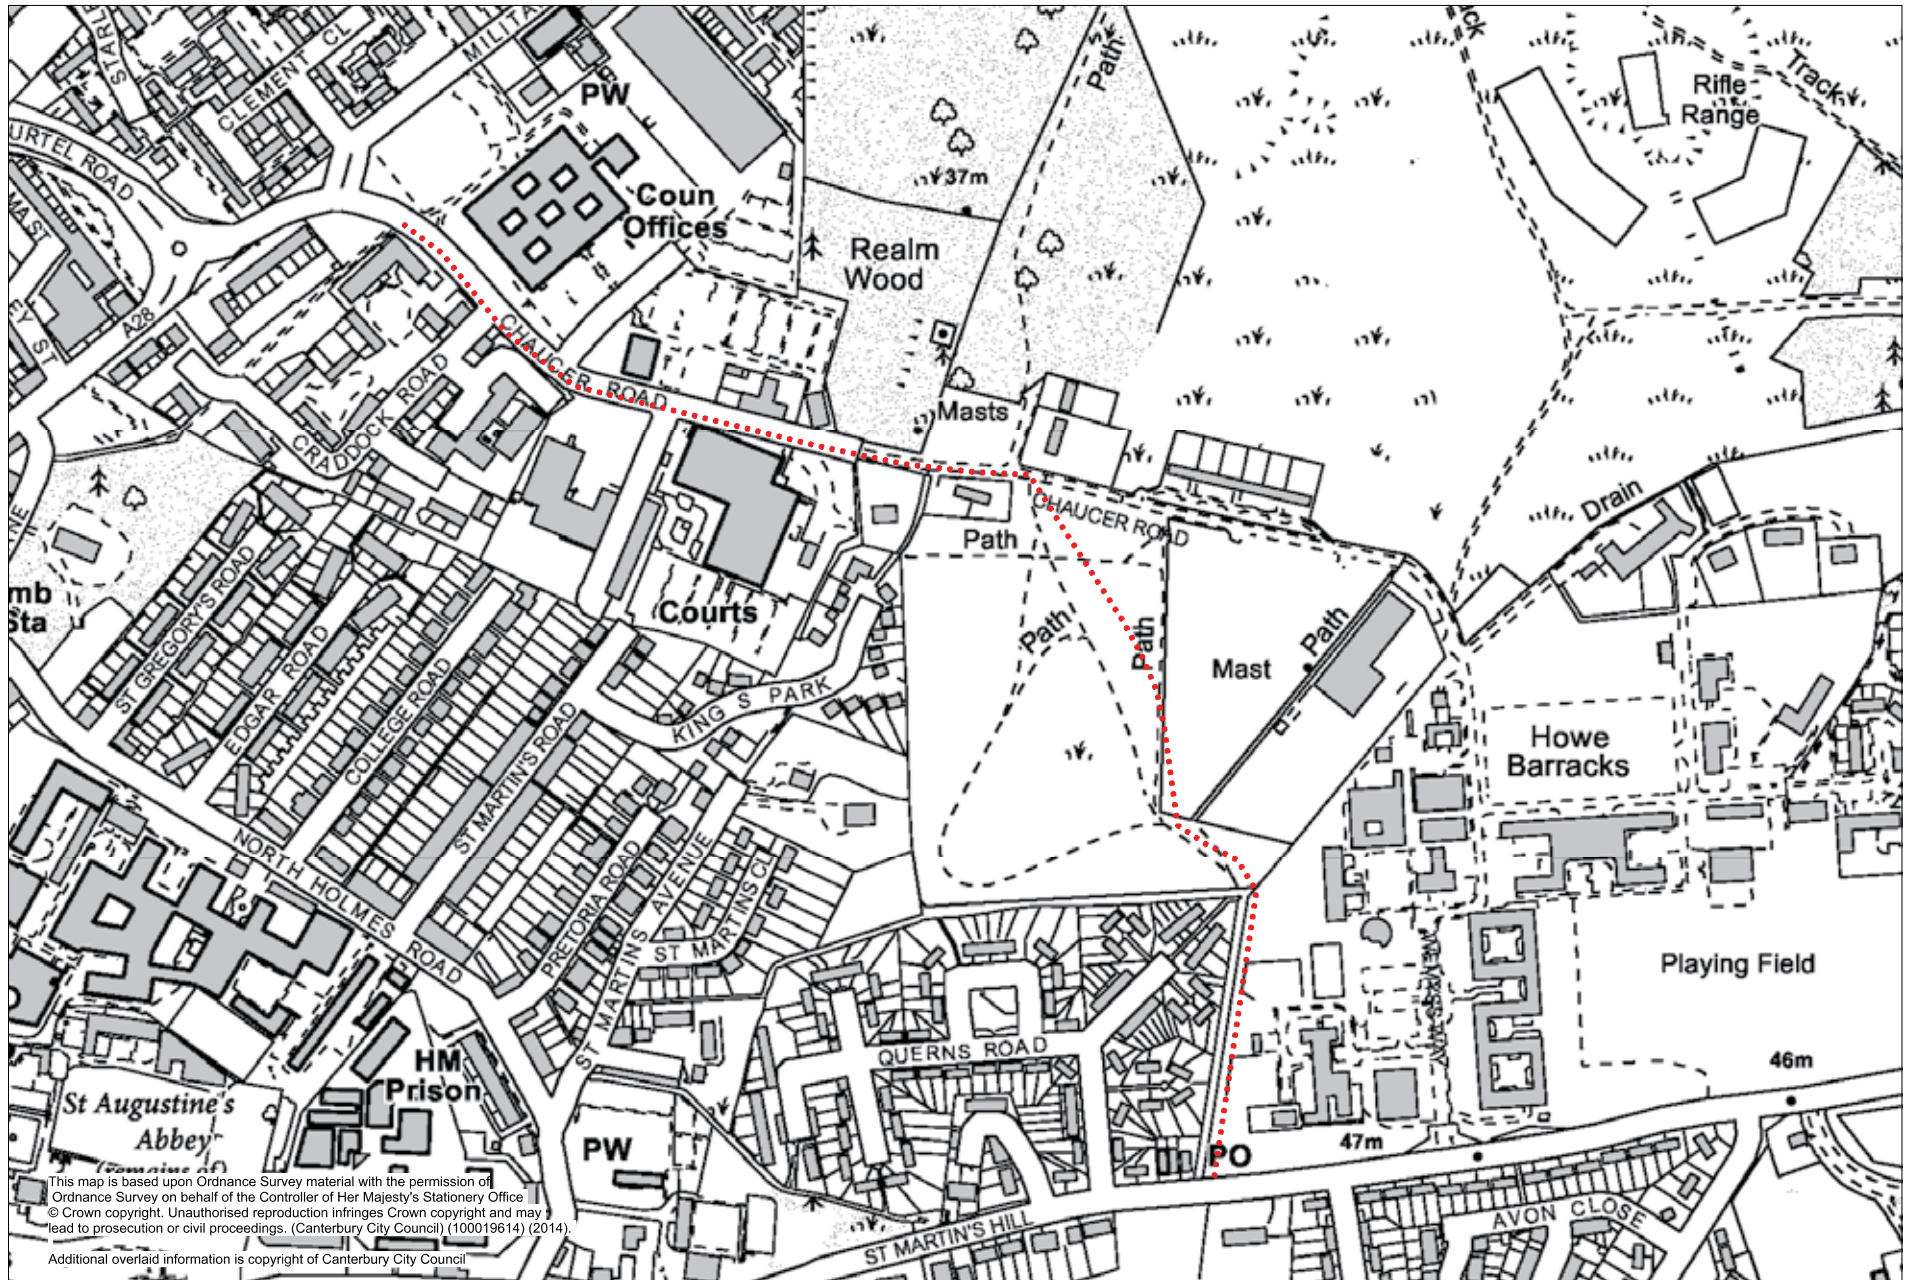 CLEMENT CL
PW
URTEL ROAD
Coun
Offices
A28
37m
Realm
Wood
Path
Track
Rifle
Range
CHAUCER ROAD
Masts
CRADDOCK ROAD
CHAUCER ROAD
Path
Drain
Courts
mb
Sta
Path
Path
Path
Mast
ST GREGORY'S ROAD
EDGAR ROAD
COLLEGE ROAD
ST MARTIN'S ROAD
KING S PARK
Howe
Barracks
NORTH HOLMES ROAD
PRETORIA ROAD
ST MARTINS AVENUE
ST MARTINS CL
Playing Field
WEMYSS WAY
QUERNS ROAD
HM
Prison
46m
St Augustine's
Abbey
(remains of)
PW
PO
47m
ST MARTIN'S HILL
AVON CLOSE
This map is based upon Ordnance Survey material with the permission of
Ordnance Survey on behalf of the Controller of Her Majesty's Stationery Office
© Crown copyright. Unauthorised reproduction infringes Crown copyright and may
lead to prosecution or civil proceedings. (Canterbury City Council) (100019614) (2014).
Additional overlaid information is copyright of Canterbury City Council